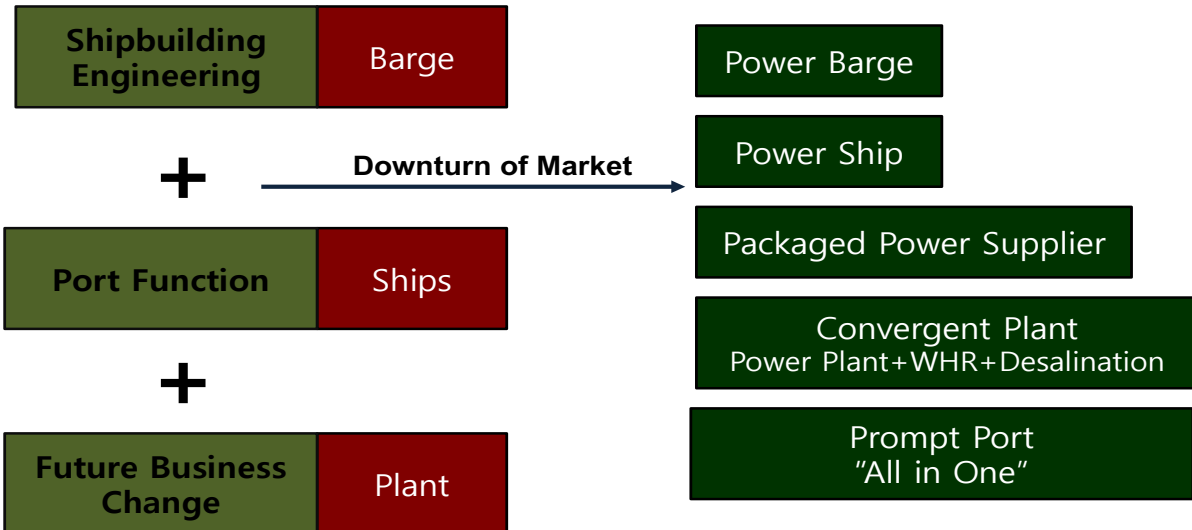 Shipbuilding
Engineering
Barge
+
Port Function
Ships
+
Future Business
Change
Plant
Downturn of Market
Power Barge
Power Ship
Packaged Power Supplier
Convergent Plant
Power Plant+WHR+Desalination
Prompt Port
“All in One”